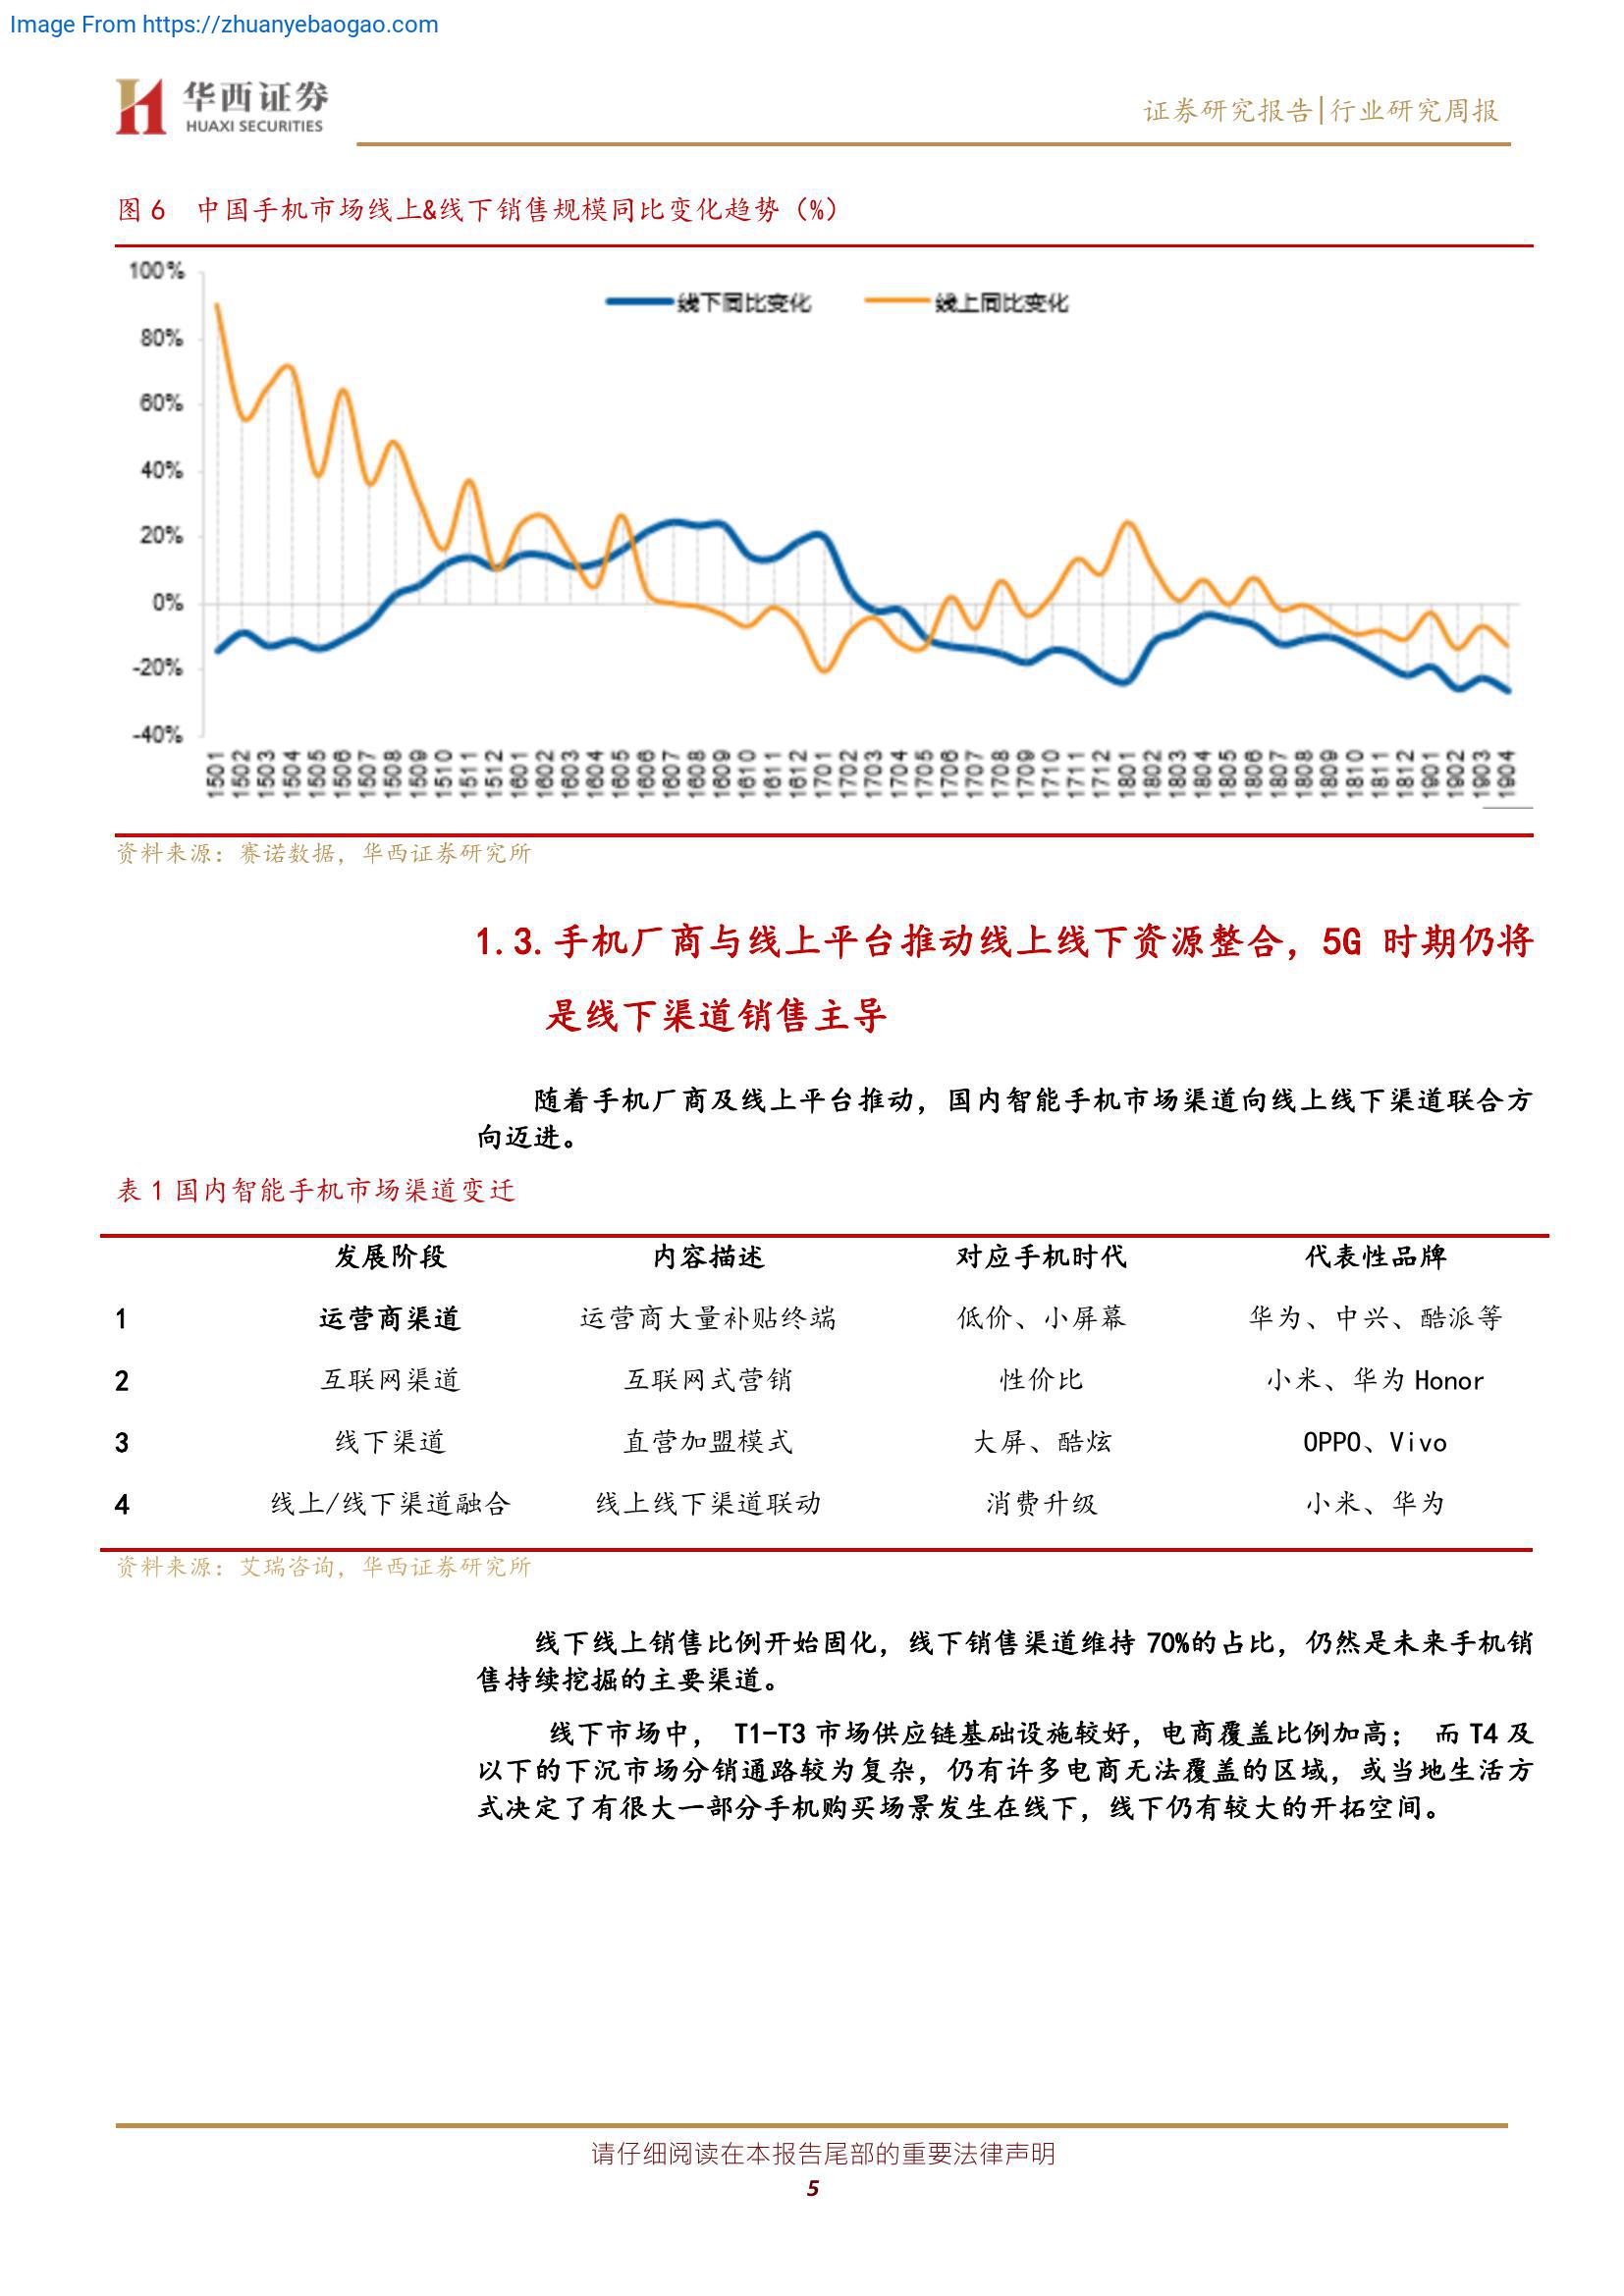 Image From https://zhuanyebaogao.com
华西证券
HUAXI SECURITIES
证券研究报告|行业研究周报
图 6 中国手机市场线上&线下销售规模同比变化趋势（%）
线下同比变化 线上同比变化
100%
80%
60%
40%
20%
0%
-20%
-40%
1501 1502 1503 1504 1505 1506 1507 1508 1509 1510 1511 1512 1601 1602 1603 1604 1605 1606 1607 1608 1609 1610 1611 1612 1701 1702 1703 1704 1705 1706 1707 1708 1709 1710 1711 1712 1801 1802 1803 1804 1805 1806 1807 1808 1809 1810 1811 1812 1901 1902 1903 1904
资料来源：赛诺数据，华西证券研究所
1.3.手机厂商与线上平台推动线上线下资源整合，5G 时期仍将
是线下渠道销售主导
随着手机厂商及线上平台推动，国内智能手机市场渠道向线上线下渠道联合方
向迈进。
表 1 国内智能手机市场渠道变迁
发展阶段 内容描述 对应手机时代 代表性品牌
1 运营商渠道 运营商大量补贴终端 低价、小屏幕 华为、中兴、酷派等
2 互联网渠道 互联网式营销 性价比 小米、华为 Honor
3 线下渠道 直营加盟模式 大屏、酷炫 OPPO、Vivo
4 线上/线下渠道融合 线上线下渠道联动 消费升级 小米、华为
资料来源：艾瑞咨询，华西证券研究所
线下线上销售比例开始固化，线下销售渠道维持 70%的占比，仍然是未来手机销
售持续挖掘的主要渠道。
线下市场中， T1-T3 市场供应链基础设施较好，电商覆盖比例加高； 而 T4 及
以下的下沉市场分销通路较为复杂，仍有许多电商无法覆盖的区域，或当地生活方
式决定了有很大一部分手机购买场景发生在线下，线下仍有较大的开拓空间。
请仔细阅读在本报告尾部的重要法律声明
5